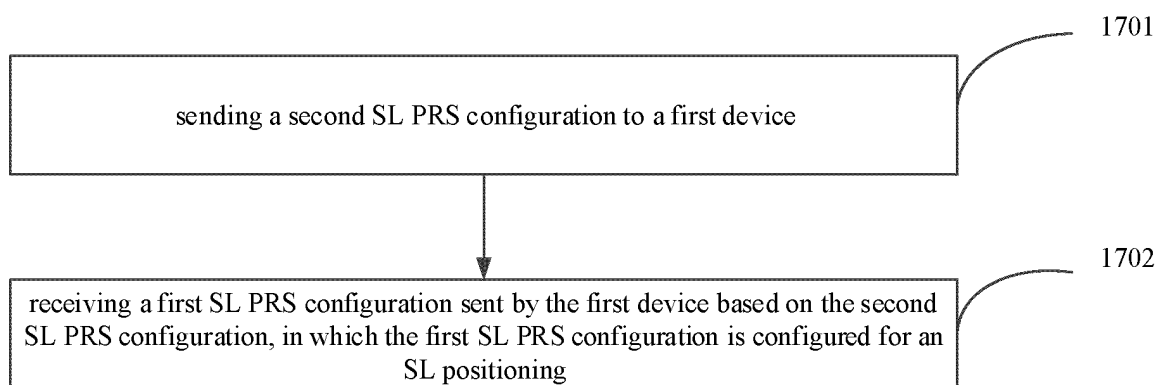 1701
sending a second SL PRS configuration to a first device
1702
receiving a first SL PRS configuration sent by the first device based on the second
SL PRS configuration, in which the first SL PRS configuration is configured for an
SL positioning